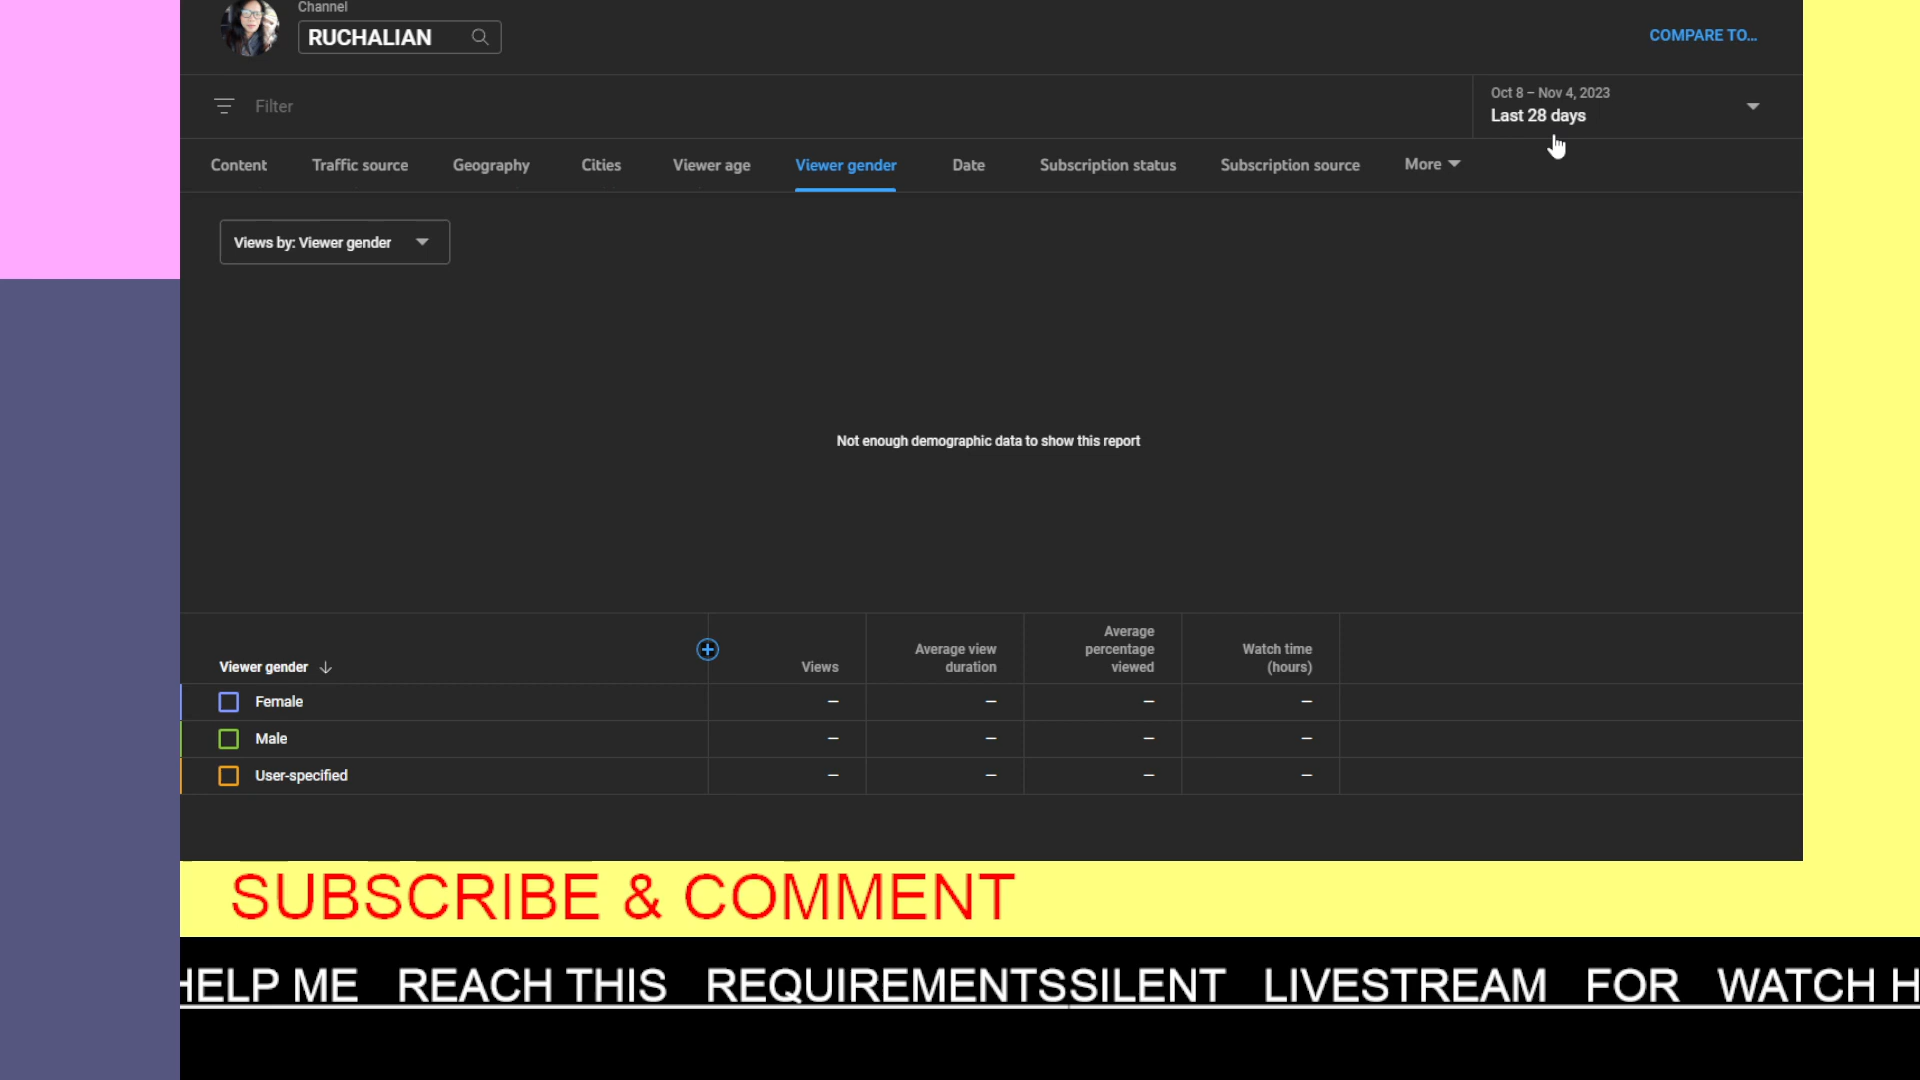 Channel
RUCHALIAN
COMPARE TO...
Filter
Oct 8 – Nov 4, 2023
Last 28 days
Content Traffic source Geography Cities Viewer age Viewer gender Date Subscription status Subscription source More
Views by: Viewer gender
Not enough demographic data to show this report
Viewer gender Views Average view duration Average percentage viewed Watch time (hours)
Female – – – –
Male – – – –
User-specified – – – –
SUBSCRIBE & COMMENT
HELP ME REACH THIS REQUIREMENTSSILENT LIVESTREAM FOR WATCH H